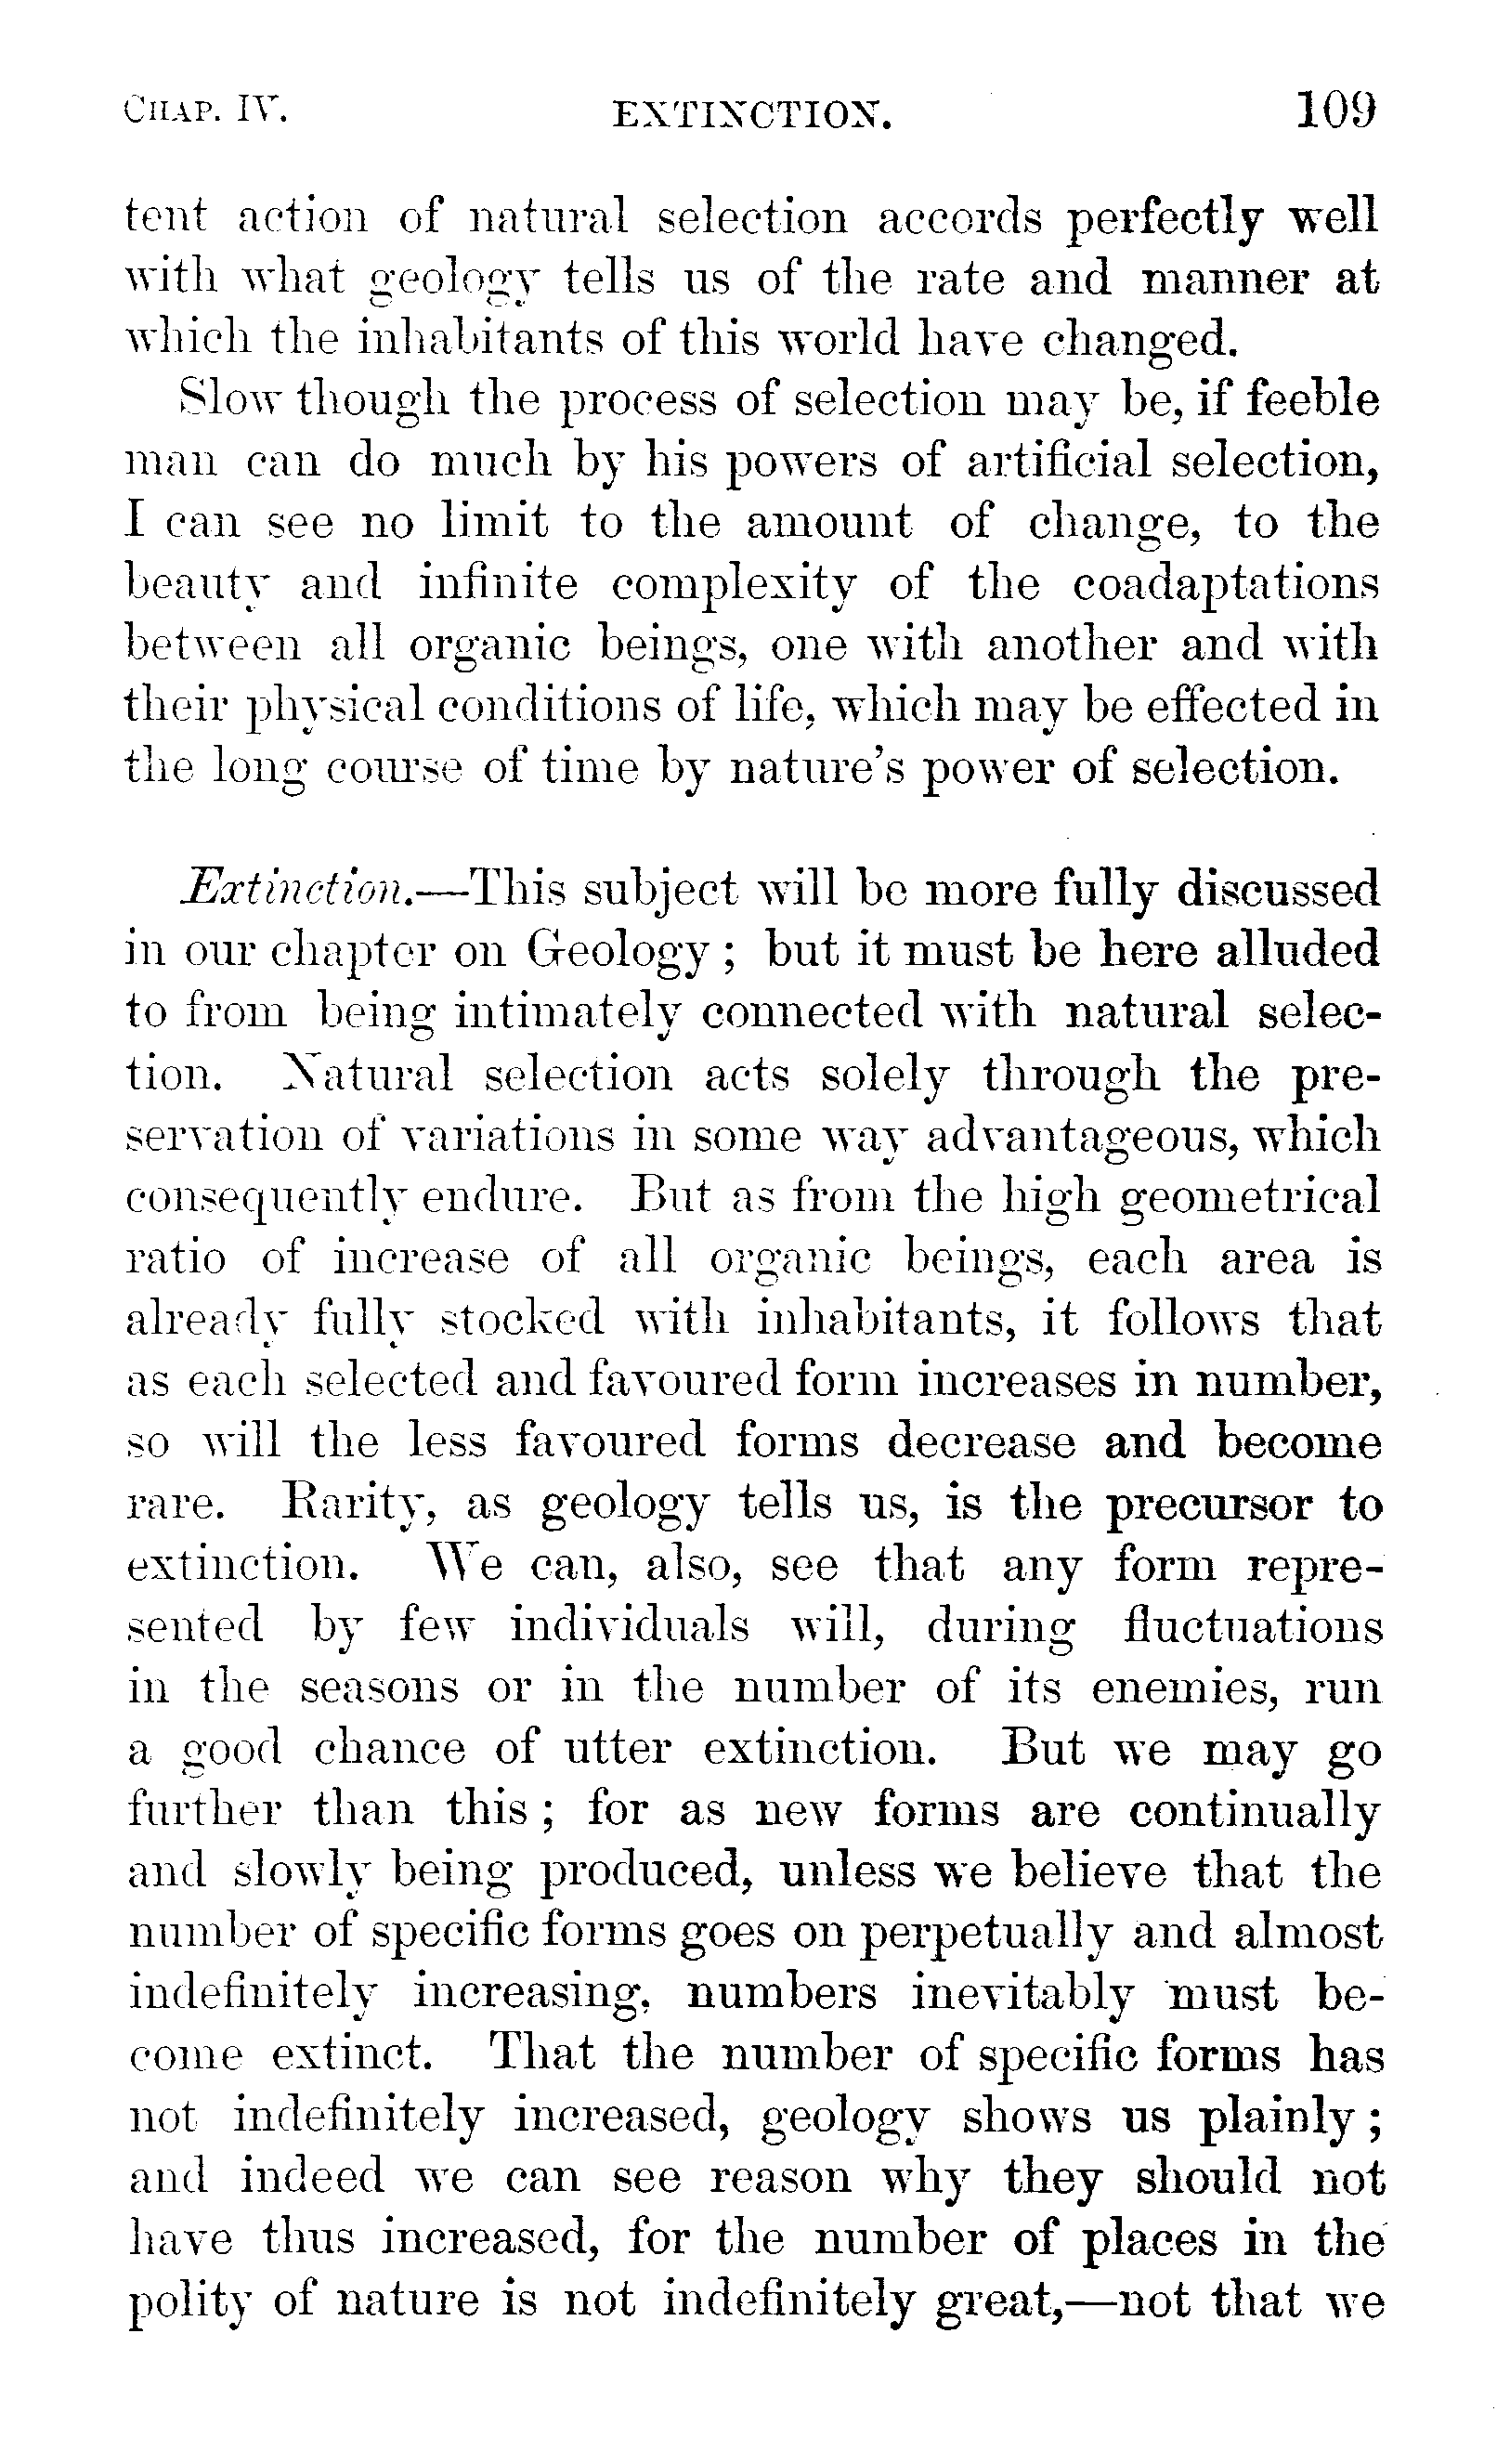 CHAP. IV. EXTINCTION. 109
tent action of natural selection accords perfectly well
with what geology tells us of the rate and manner at
which the inhabitants of this world have changed.
Slow though the process of selection may be, if feeble
man can do much by his powers of artificial selection,
I can see no limit to the amount of change, to the
beauty and infinite complexity of the coadaptations
between all organic beings, one with another and with
their physical conditions of life, which may be effected in
the long course of time by nature's power of selection.
Extinction.—This subject will be more fully discussed
in our chapter on Geology; but it must be here alluded
to from being intimately connected with natural selec-
tion. Natural selection acts solely through the pre-
servation of variations in some way advantageous, which
consequently endure. But as from the high geometrical
ratio of increase of all organic beings, each area is
already fully stocked with inhabitants, it follows that
as each selected and favoured form increases in number,
so will the less favoured forms decrease and become
rare. Rarity, as geology tells us, is the precursor to
extinction. We can, also, see that any form repre-
sented by few individuals will, during fluctuations
in the seasons or in the number of its enemies, run
a good chance of utter extinction. But we may go
further than this; for as new forms are continually
and slowly being produced, unless we believe that the
number of specific forms goes on perpetually and almost
indefinitely increasing, numbers inevitably must be-
come extinct. That the number of specific forms has
not indefinitely increased, geology shows us plainly;
and indeed we can see reason why they should not
have thus increased, for the number of places in the
polity of nature is not indefinitely great,—not that we